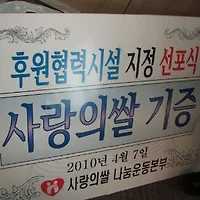 후원협력시설 지정 선포식
사랑의쌀 기증
2010년 4월 7일
사랑의쌀 나눔운동본부